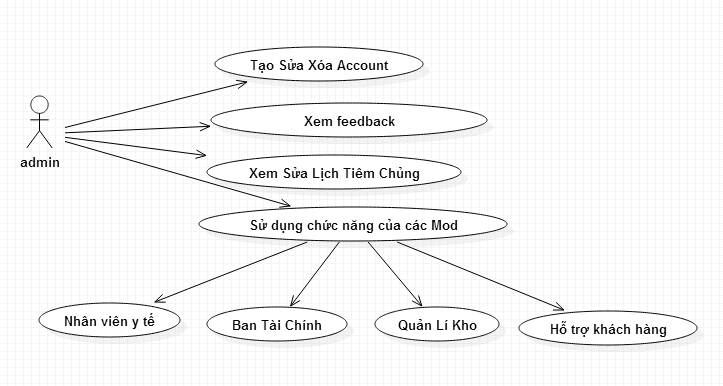 Tạo Sửa Xóa Account
Xem feedback
admin
Xem Sửa Lịch Tiêm Chủng
Sử dụng chức năng của các Mod
Nhân viên y tế
Ban Tài Chính
Quản Lí Kho
Hỗ trợ khách hàng